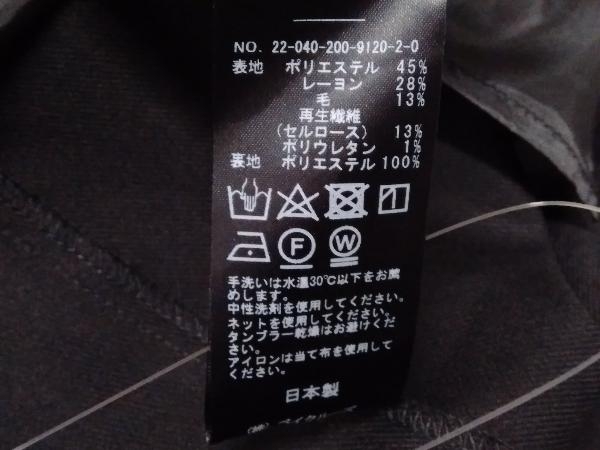 NO. 22-040-200-9120-2-0
表地 ポリエステル 45%
レーヨン 28%
毛 13%
再生繊維
(セルロース) 13%
ポリウレタン 1%
裏地 ポリエステル 100%
F W
手洗いは水温30℃以下をお薦
めします。
中性洗剤を使用してください。
ネットを使用してください。
タンブラー乾燥はお避けくだ
さい。
アイロンは当て布を使用して
ください。
日本製
(株)